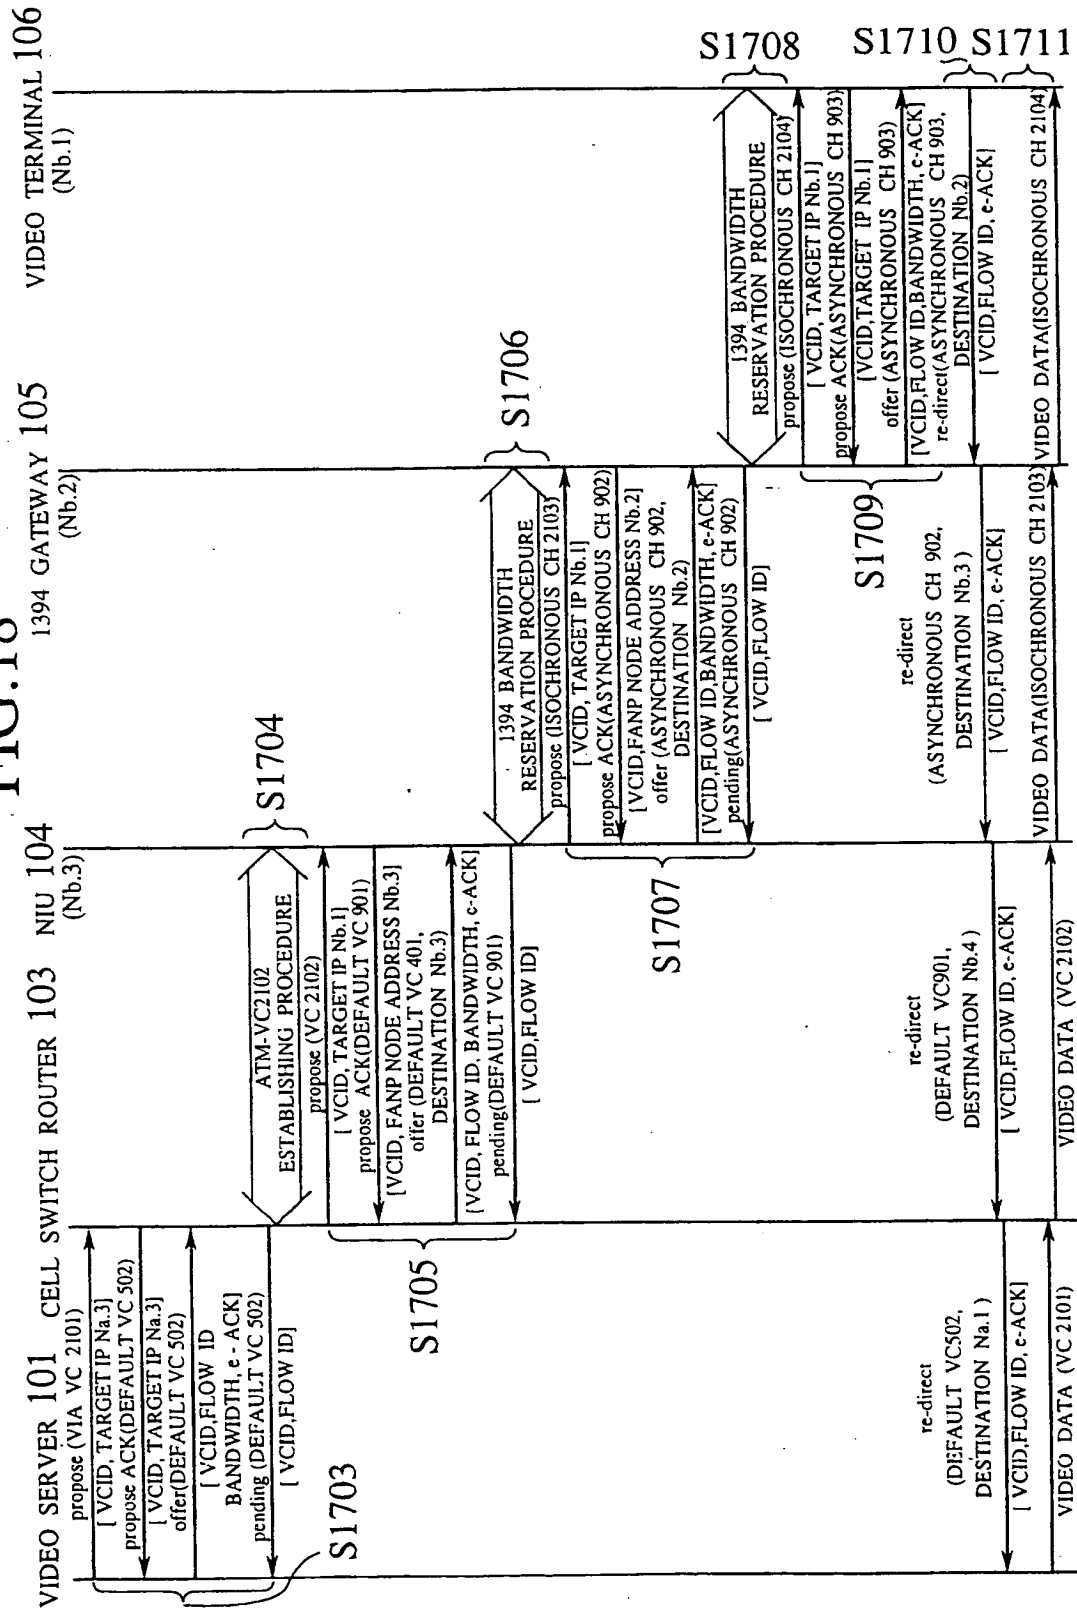 FIG.18
VIDEO SERVER 101
CELL SWITCH ROUTER 103
NIU 104
(Nb.3)
1394 GATEWAY 105
(Nb.2)
VIDEO TERMINAL 106
(Nb.1)
propose (VIA VC 2101)
[ VCID, TARGET IP Na.3]
propose ACK(DEFAULT VC 502)
[ VCID, TARGET IP Na.3]
offer(DEFAULT VC 502)
[ VCID,FLOW ID
BANDWIDTH, e - ACK]
pending (DEFAULT VC 502)
[ VCID,FLOW ID]
S1703
ATM-VC2102
ESTABLISHING PROCEDURE
S1704
propose (VC 2102)
[ VCID, TARGET IP Nb.1]
propose ACK(DEFAULT VC 901)
[VCID, FANP NODE ADDRESS Nb.3]
offer (DEFAULT VC 401,
DESTINATION Nb.3)
[VCID, FLOW ID, BANDWIDTH, e-ACK]
pending(DEFAULT VC 901)
[ VCID,FLOW ID]
S1705
1394 BANDWIDTH
RESERVATION PROCEDURE
S1706
propose (ISOCHRONOUS CH 2103)
[ VCID, TARGET IP Nb.1]
propose ACK(ASYNCHRONOUS CH 902)
[VCID,FANP NODE ADDRESS Nb.2]
offer (ASYNCHRONOUS CH 902,
DESTINATION Nb.2)
[VCID,FLOW ID,BANDWIDTH, e-ACK]
pending(ASYNCHRONOUS CH 902)
[ VCID,FLOW ID]
S1707
1394 BANDWIDTH
RESERVATION PROCEDURE
S1708
propose (ISOCHRONOUS CH 2104)
[ VCID, TARGET IP Nb.1]
propose ACK(ASYNCHRONOUS CH 903)
[VCID,TARGET IP Nb.1]
offer (ASYNCHRONOUS CH 903)
[VCID,FLOW ID,BANDWIDTH, e-ACK]
S1709
re-direct(ASYNCHRONOUS CH 903,
DESTINATION Nb.2)
[ VCID,FLOW ID, e-ACK]
S1710
re-direct
(ASYNCHRONOUS CH 902,
DESTINATION Nb.3 )
[ VCID,FLOW ID, e-ACK]
re-direct
(DEFAULT VC901,
DESTINATION Nb.4 )
[ VCID,FLOW ID, e-ACK]
re-direct
(DEFAULT VC502,
DESTINATION Na.1 )
[ VCID,FLOW ID, e-ACK]
VIDEO DATA (VC 2101)
VIDEO DATA (VC 2102)
VIDEO DATA(ISOCHRONOUS CH 2103)
VIDEO DATA(ISOCHRONOUS CH 2104)
S1711